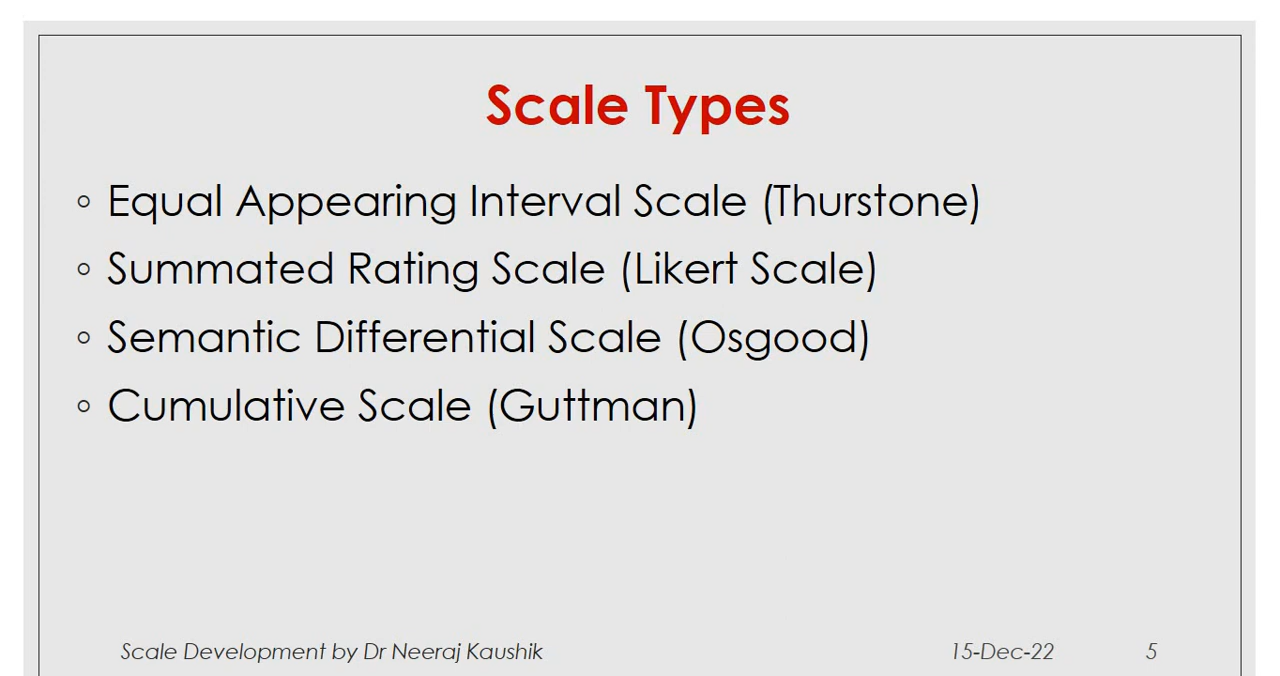 Scale Types
◦ Equal Appearing Interval Scale (Thurstone)
◦ Summated Rating Scale (Likert Scale)
◦ Semantic Differential Scale (Osgood)
◦ Cumulative Scale (Guttman)
Scale Development by Dr Neeraj Kaushik 15-Dec-22 5